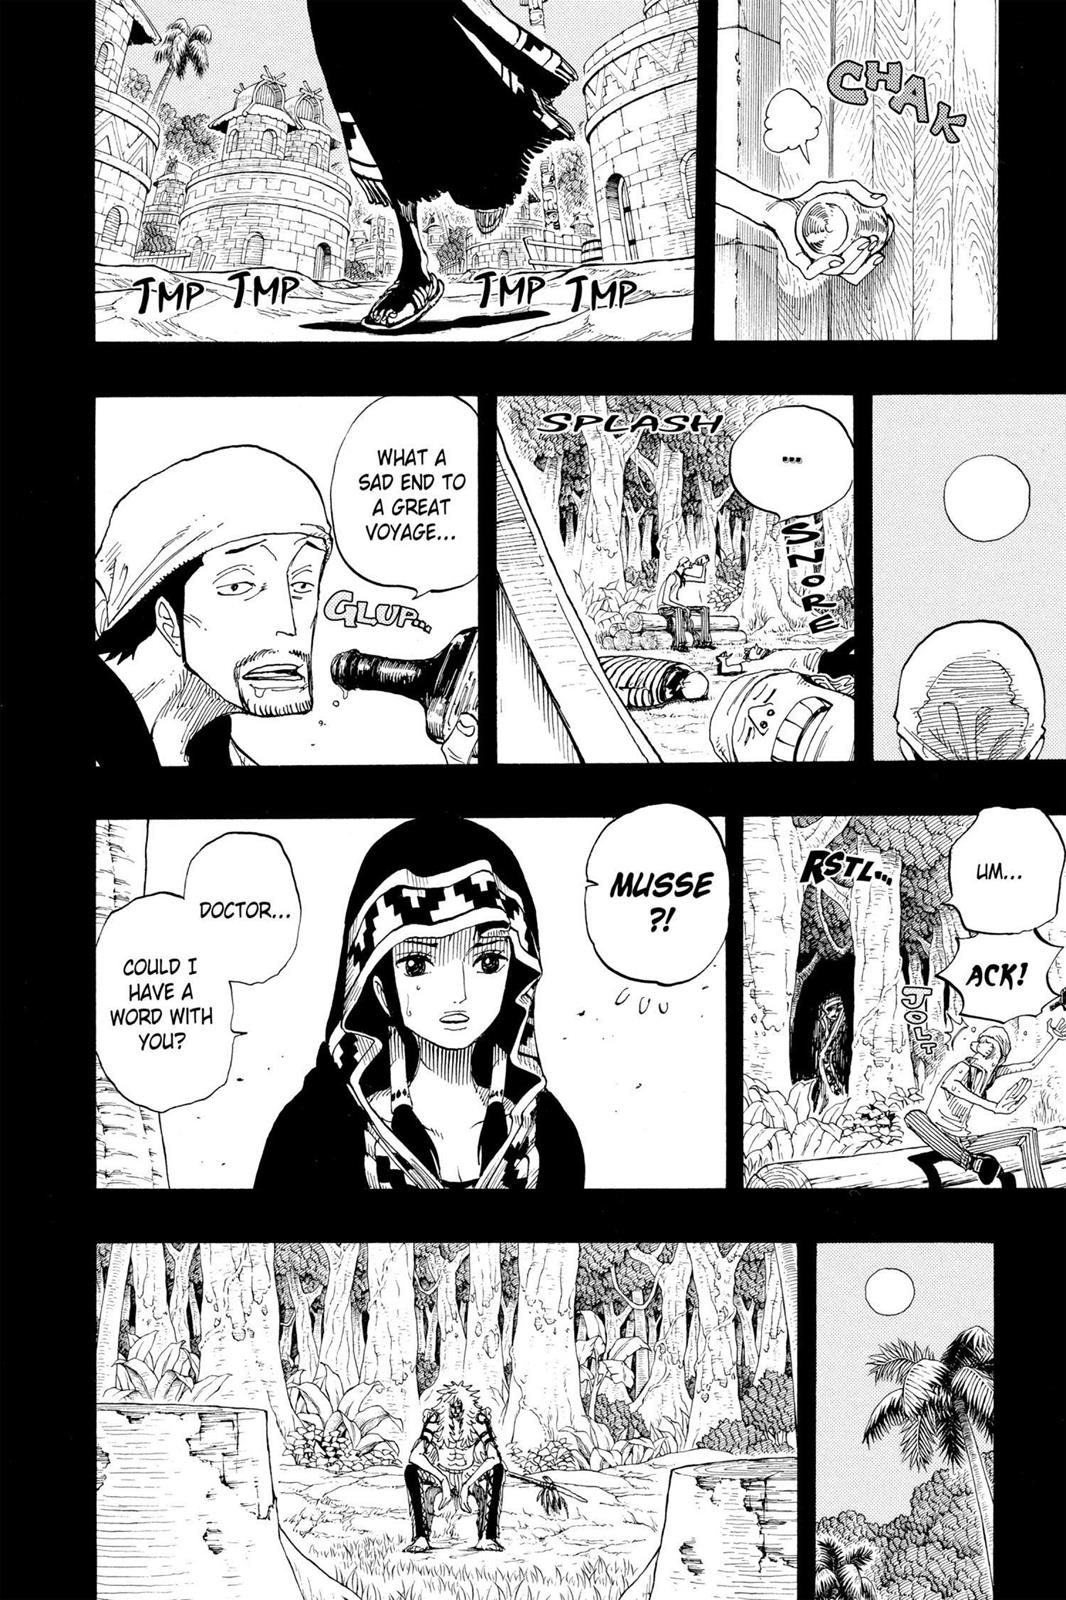 CHAK
TMP TMP TMP TMP
...
SPLASH
SNORE
WHAT A
SAD END TO
A GREAT
VOYAGE...
GLUP...
UM...
ACK!
RSTL...
JOLT
MUSSE
?!
DOCTOR...
COULD I
HAVE A
WORD WITH
YOU?